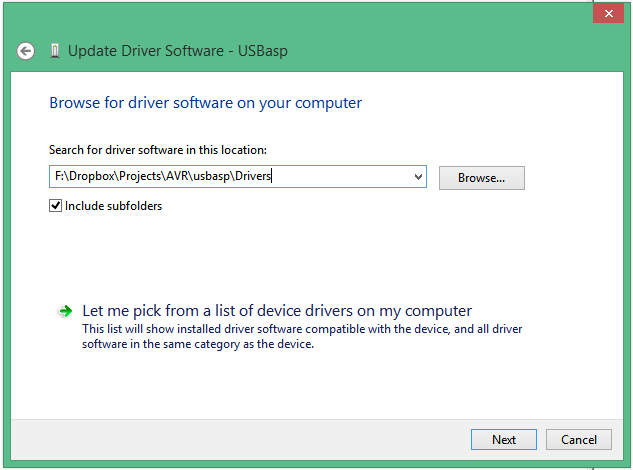 Update Driver Software - USBasp
Browse for driver software on your computer
Search for driver software in this location:
F:\Dropbox\Projects\AVR\usbasp\Drivers
Browse...
Include subfolders
Let me pick from a list of device drivers on my computer
This list will show installed driver software compatible with the device, and all driver
software in the same category as the device.
Next
Cancel